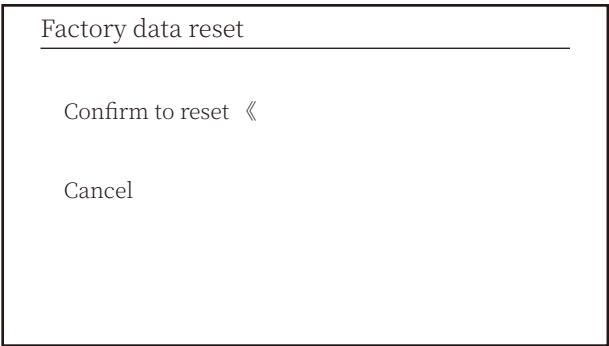 Factory data reset
Confirm to reset 《
Cancel